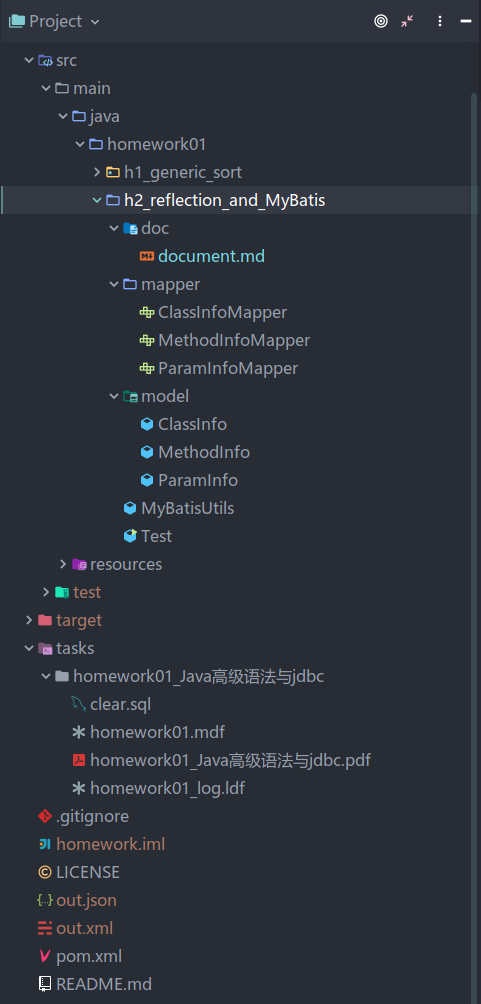 Project
src
main
java
homework01
h1_generic_sort
h2_reflection_and_MyBatis
doc
document.md
mapper
ClassInfoMapper
MethodInfoMapper
ParamInfoMapper
model
ClassInfo
MethodInfo
ParamInfo
MyBatisUtils
Test
resources
test
target
tasks
homework01_Java高级语法与jdbc
clear.sql
homework01.mdf
homework01_Java高级语法与jdbc.pdf
homework01_log.ldf
.gitignore
homework.iml
LICENSE
out.json
out.xml
pom.xml
README.md